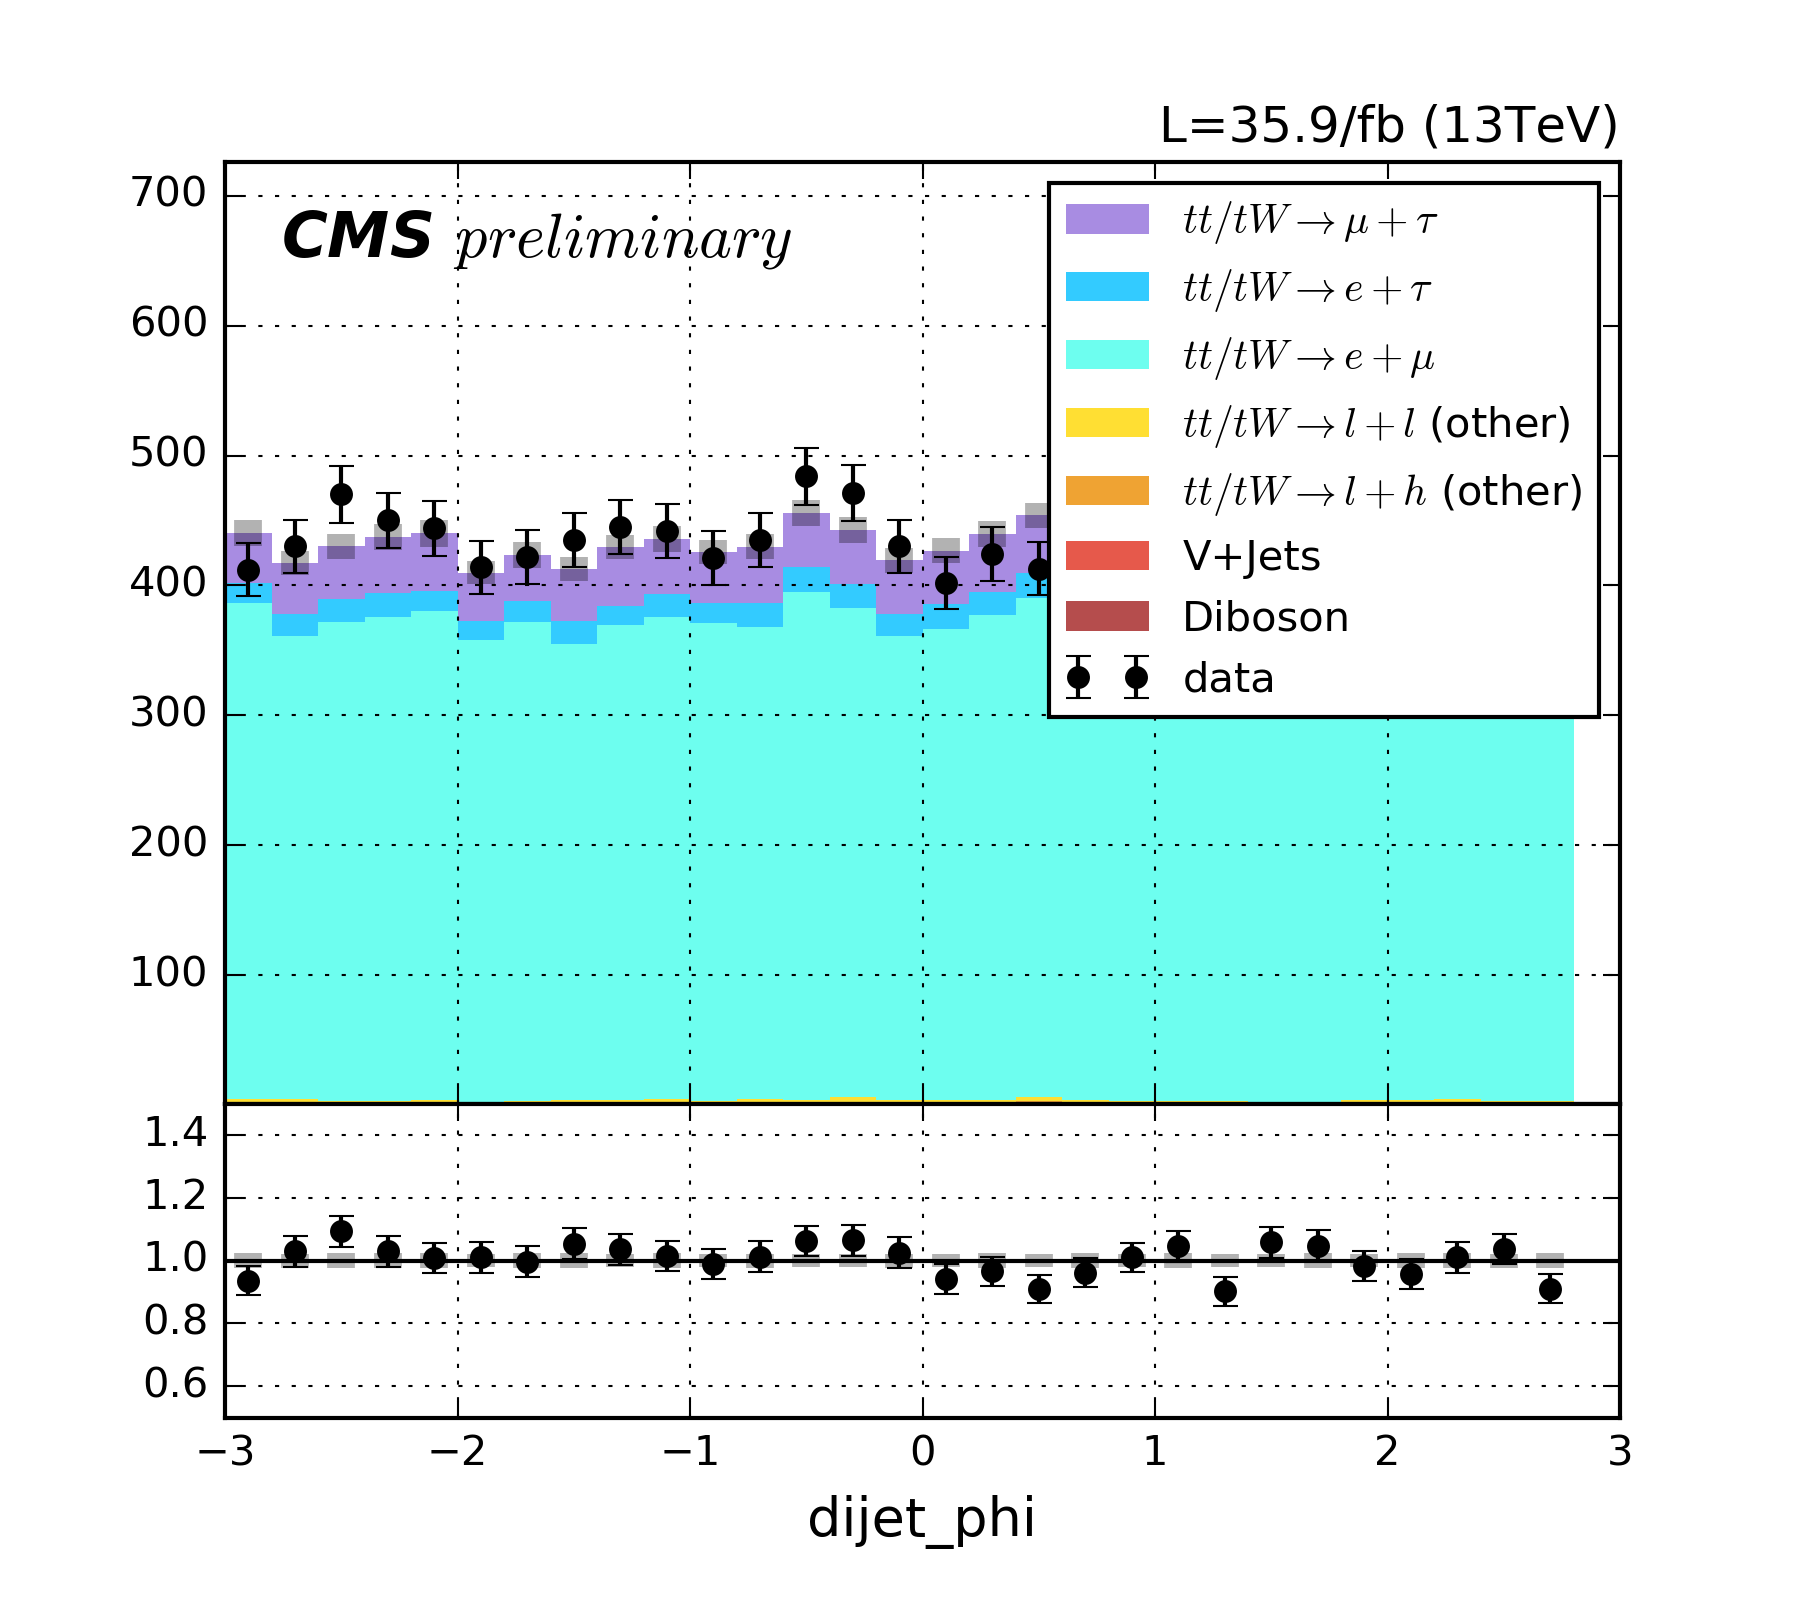 L=35.9/fb (13TeV)
CMS preliminary
700
600
500
400
300
200
100
tt/tW→μ+τ
tt/tW→e+τ
tt/tW→e+μ
tt/tW→l+l (other)
tt/tW→l+h (other)
V+Jets
Diboson
data
1.4
1.2
1.0
0.8
0.6
−3 −2 −1 0 1 2 3
dijet_phi